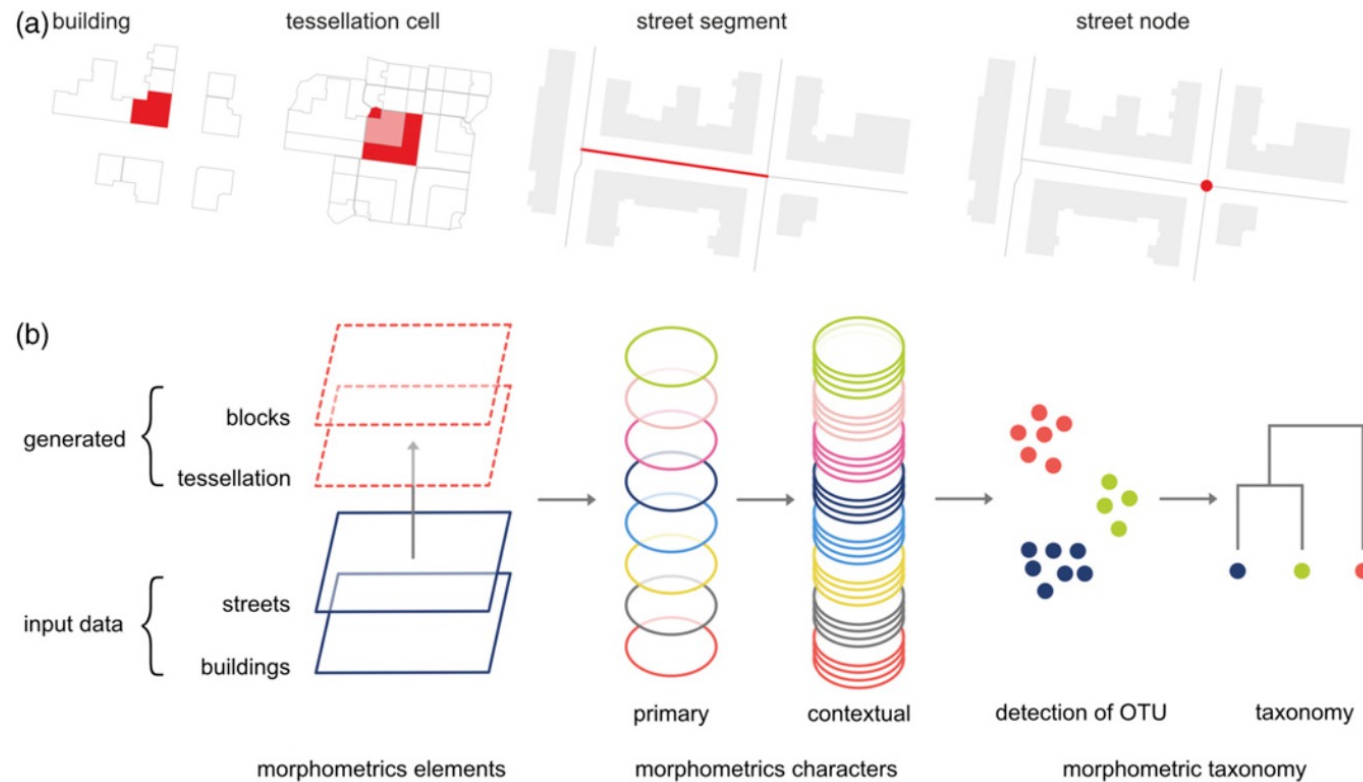 (a) building tessellation cell street segment street node
(b)
generated
blocks
tessellation
input data
streets
buildings
primary contextual detection of OTU taxonomy
morphometrics elements morphometrics characters morphometric taxonomy